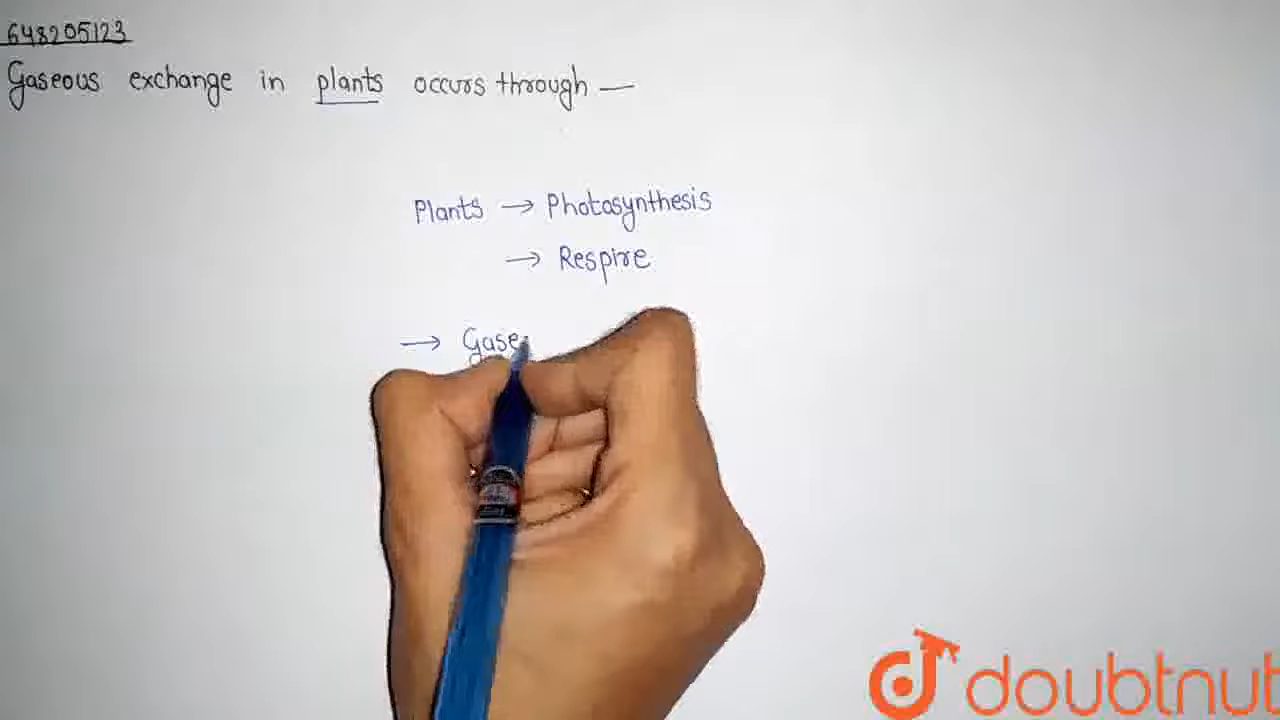 648205123
Gaseous exchange in plants occurs through —
Plants → Photosynthesis
→ Respire
→ Gase
doubtnut